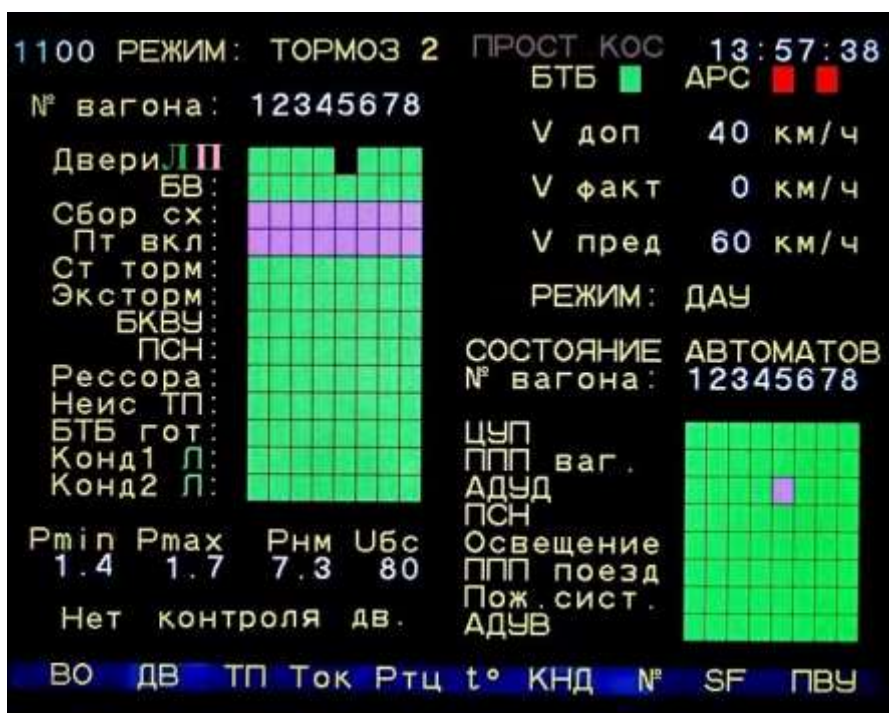 1100 РЕЖИМ: ТОРМОЗ 2
№ вагона: 12345678
Двери Л П
БВ:
Сбор сх:
Пт вкл:
Ст торм:
Эксторм:
БКВУ:
ПСН:
Рессора:
Неис ТП:
БТБ гот:
Конд1 Л:
Конд2 Л:
Pmin Pmax Рнм Uбс
1.4 1.7 7.3 80
Нет контроля дв.
ПРОСТ КОС 13:57:38
БТБ АРС
V доп 40 км/ч
V факт 0 км/ч
V пред 60 км/ч
РЕЖИМ: ДАУ
СОСТОЯНИЕ АВТОМАТОВ
№ вагона: 12345678
ЦУП
ППП ваг.
АДУД
ПСН
Освещение
ППП поезд
Пож.сист.
АДУВ
ВО ДВ ТП Ток Ртц t° КНД № SF ПВУ